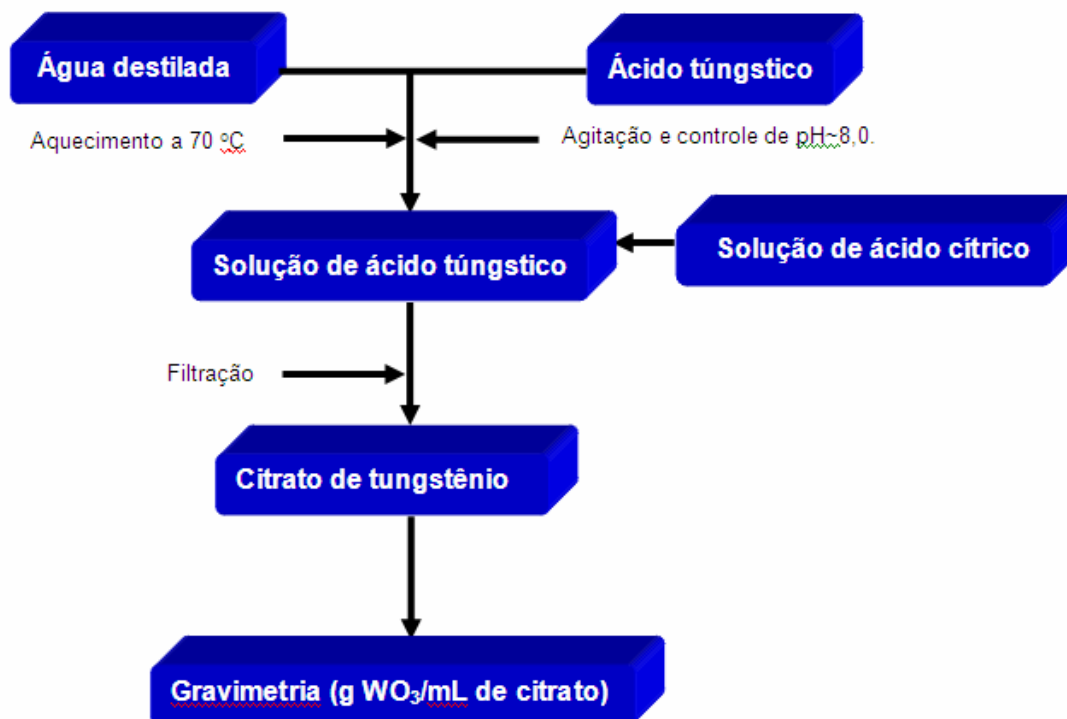 Água destilada
Ácido túngstico
Aquecimento a 70 ºC
Agitação e controle de pH~8,0.
Solução de ácido túngstico
Solução de ácido cítrico
Filtração
Citrato de tungstênio
Gravimetria (g WO₃/mL de citrato)